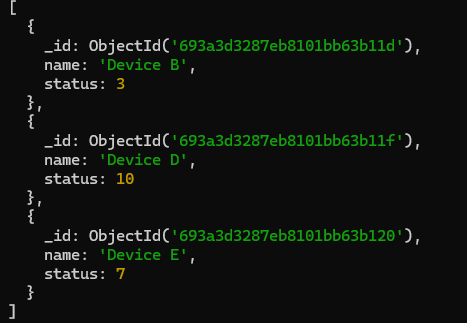 [
  {
    _id: ObjectId('693a3d3287eb8101bb63b11d'),
    name: 'Device B',
    status: 3
  },
  {
    _id: ObjectId('693a3d3287eb8101bb63b11f'),
    name: 'Device D',
    status: 10
  },
  {
    _id: ObjectId('693a3d3287eb8101bb63b120'),
    name: 'Device E',
    status: 7
  }
]